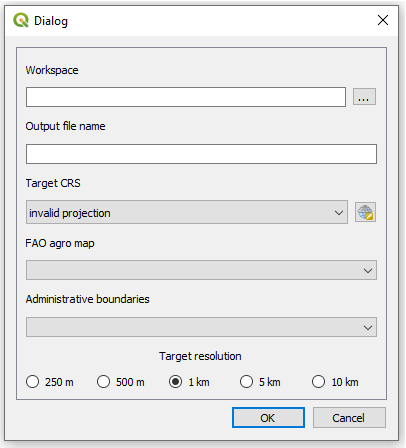 Dialog
Workspace
...
Output file name
Target CRS
invalid projection
FAO agro map
Administrative boundaries
Target resolution
250 m 500 m 1 km 5 km 10 km
OK Cancel